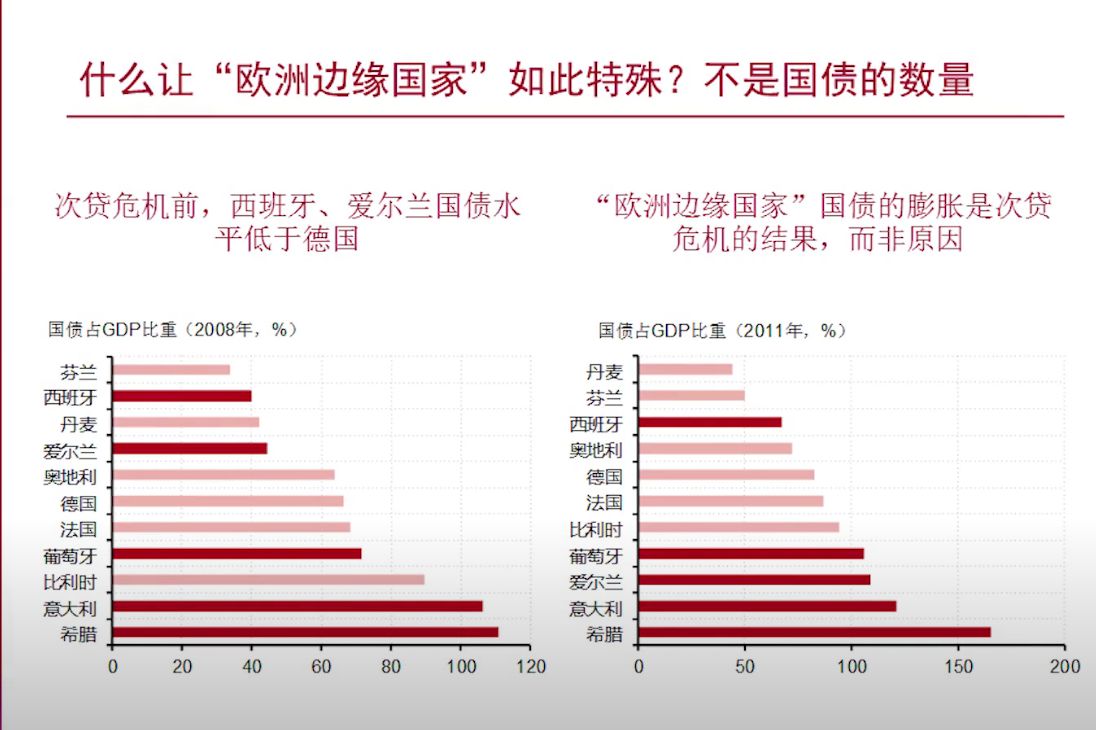 什么让“欧洲边缘国家”如此特殊？不是国债的数量
次贷危机前，西班牙、爱尔兰国债水
平低于德国
国债占GDP比重（2008年，%）
芬兰
西班牙
丹麦
爱尔兰
奥地利
德国
法国
葡萄牙
比利时
意大利
希腊
0 20 40 60 80 100 120
“欧洲边缘国家”国债的膨胀是次贷
危机的结果，而非原因
国债占GDP比重（2011年，%）
丹麦
芬兰
西班牙
奥地利
德国
法国
比利时
葡萄牙
爱尔兰
意大利
希腊
0 50 100 150 200